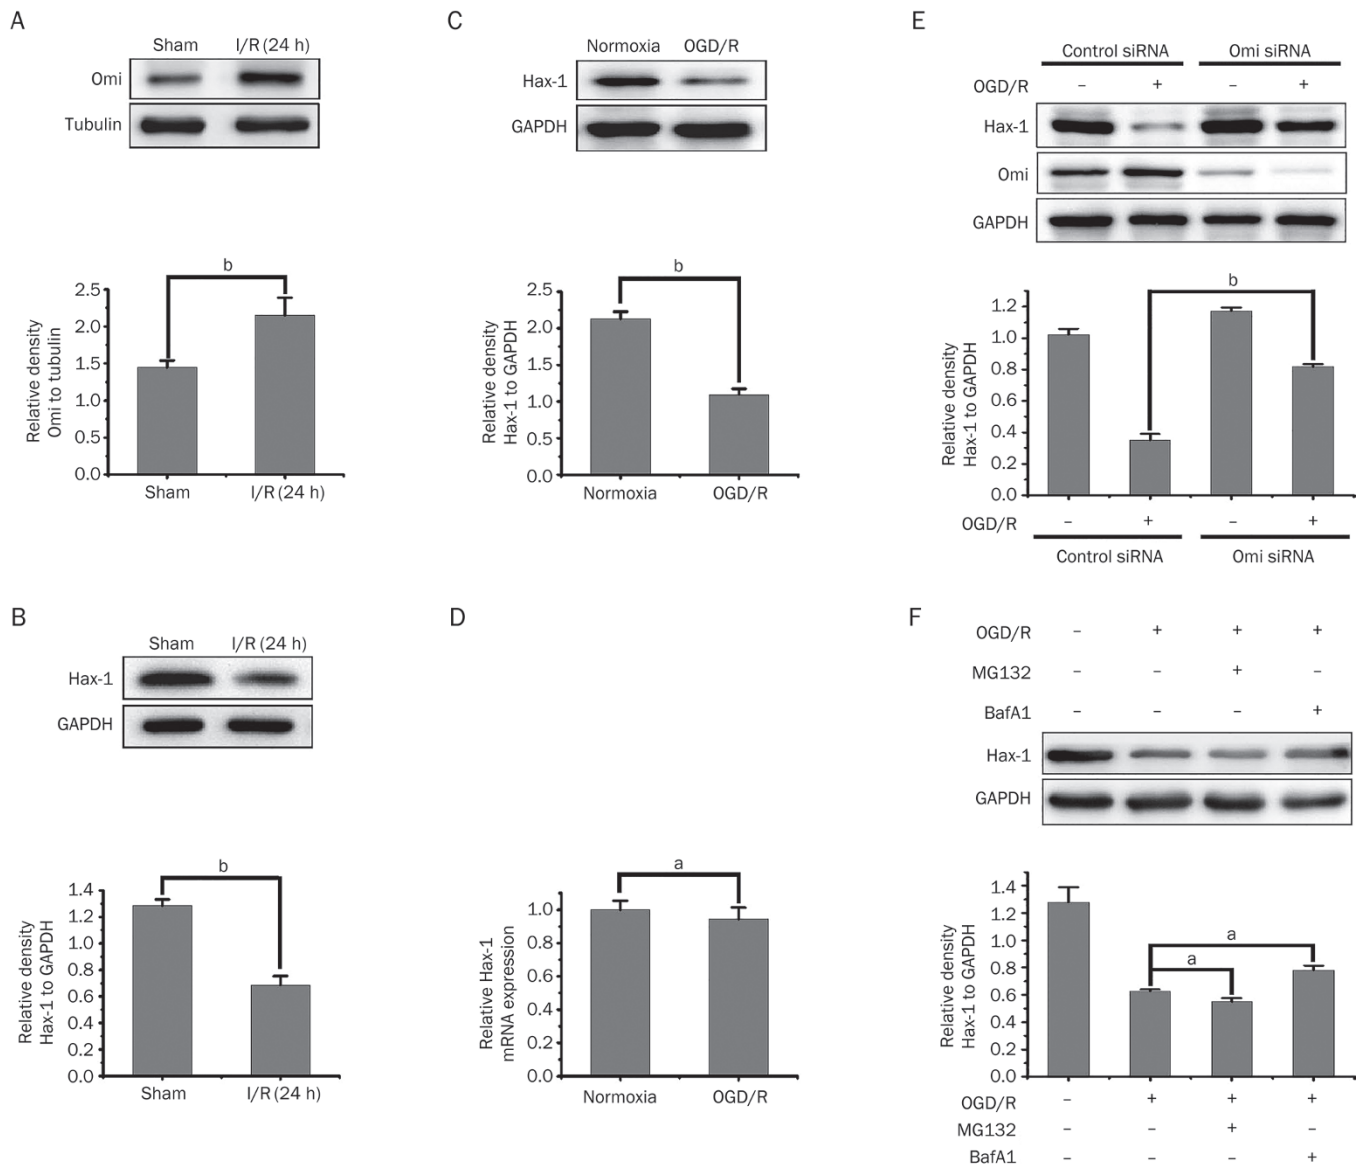 A
Sham I/R (24 h)
Omi
Tubulin
b
2.5
2.0
1.5
1.0
0.5
0.0
Relative density
Omi to tubulin
Sham I/R (24 h)
B
Sham I/R (24 h)
Hax-1
GAPDH
b
1.4
1.2
1.0
0.8
0.6
0.4
0.2
0.0
Relative density
Hax-1 to GAPDH
Sham I/R (24 h)
C
Normoxia OGD/R
Hax-1
GAPDH
b
2.5
2.0
1.5
1.0
0.5
0.0
Relative density
Hax-1 to GAPDH
Normoxia OGD/R
D
a
1.0
0.8
0.6
0.4
0.2
0.0
Relative Hax-1
mRNA expression
Normoxia OGD/R
E
Control siRNA Omi siRNA
OGD/R – + – +
Hax-1
Omi
GAPDH
b
1.2
1.0
0.8
0.6
0.4
0.2
0.0
Relative density
Hax-1 to GAPDH
OGD/R – + – +
Control siRNA Omi siRNA
F
OGD/R – + + +
MG132 – – + –
BafA1 – – – +
Hax-1
GAPDH
a
a
1.4
1.2
1.0
0.8
0.6
0.4
0.2
0.0
Relative density
Hax-1 to GAPDH
OGD/R – + + +
MG132 – – + –
BafA1 – – – +